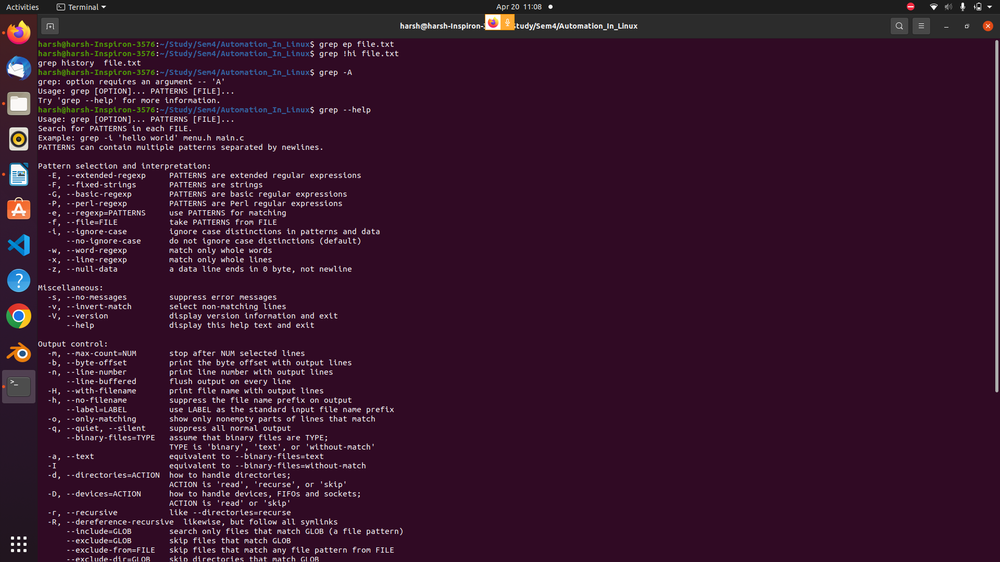 Activities
Terminal
Apr 20 11:08
harsh@harsh-Inspiron-3 Study/Sem4/Automation_In_Linux
harsh@harsh-Inspiron-3576:~/Study/Sem4/Automation_In_Linux$ grep ep file.txt
harsh@harsh-Inspiron-3576:~/Study/Sem4/Automation_In_Linux$ grep !hi file.txt
grep history  file.txt
harsh@harsh-Inspiron-3576:~/Study/Sem4/Automation_In_Linux$ grep -A
grep: option requires an argument -- 'A'
Usage: grep [OPTION]... PATTERNS [FILE]...
Try 'grep --help' for more information.
harsh@harsh-Inspiron-3576:~/Study/Sem4/Automation_In_Linux$ grep --help
Usage: grep [OPTION]... PATTERNS [FILE]...
Search for PATTERNS in each FILE.
Example: grep -i 'hello world' menu.h main.c
PATTERNS can contain multiple patterns separated by newlines.
Pattern selection and interpretation:
-E, --extended-regexp     PATTERNS are extended regular expressions
-F, --fixed-strings       PATTERNS are strings
-G, --basic-regexp        PATTERNS are basic regular expressions
-P, --perl-regexp         PATTERNS are Perl regular expressions
-e, --regexp=PATTERNS     use PATTERNS for matching
-f, --file=FILE           take PATTERNS from FILE
-i, --ignore-case         ignore case distinctions in patterns and data
--no-ignore-case      do not ignore case distinctions (default)
-w, --word-regexp         match only whole words
-x, --line-regexp         match only whole lines
-z, --null-data           a data line ends in 0 byte, not newline
Miscellaneous:
-s, --no-messages         suppress error messages
-v, --invert-match        select non-matching lines
-V, --version             display version information and exit
--help                display this help text and exit
Output control:
-m, --max-count=NUM       stop after NUM selected lines
-b, --byte-offset         print the byte offset with output lines
-n, --line-number         print line number with output lines
--line-buffered       flush output on every line
-H, --with-filename       print file name with output lines
-h, --no-filename         suppress the file name prefix on output
--label=LABEL         use LABEL as the standard input file name prefix
-o, --only-matching       show only nonempty parts of lines that match
-q, --quiet, --silent     suppress all normal output
--binary-files=TYPE   assume that binary files are TYPE;
TYPE is 'binary', 'text', or 'without-match'
-a, --text                equivalent to --binary-files=text
-I                        equivalent to --binary-files=without-match
-d, --directories=ACTION  how to handle directories;
ACTION is 'read', 'recurse', or 'skip'
-D, --devices=ACTION      how to handle devices, FIFOs and sockets;
ACTION is 'read' or 'skip'
-r, --recursive           like --directories=recurse
-R, --dereference-recursive  likewise, but follow all symlinks
--include=GLOB        search only files that match GLOB (a file pattern)
--exclude=GLOB        skip files that match GLOB
--exclude-from=FILE   skip files that match any file pattern from FILE
--exclude-dir=GLOB    skip directories that match GLOB